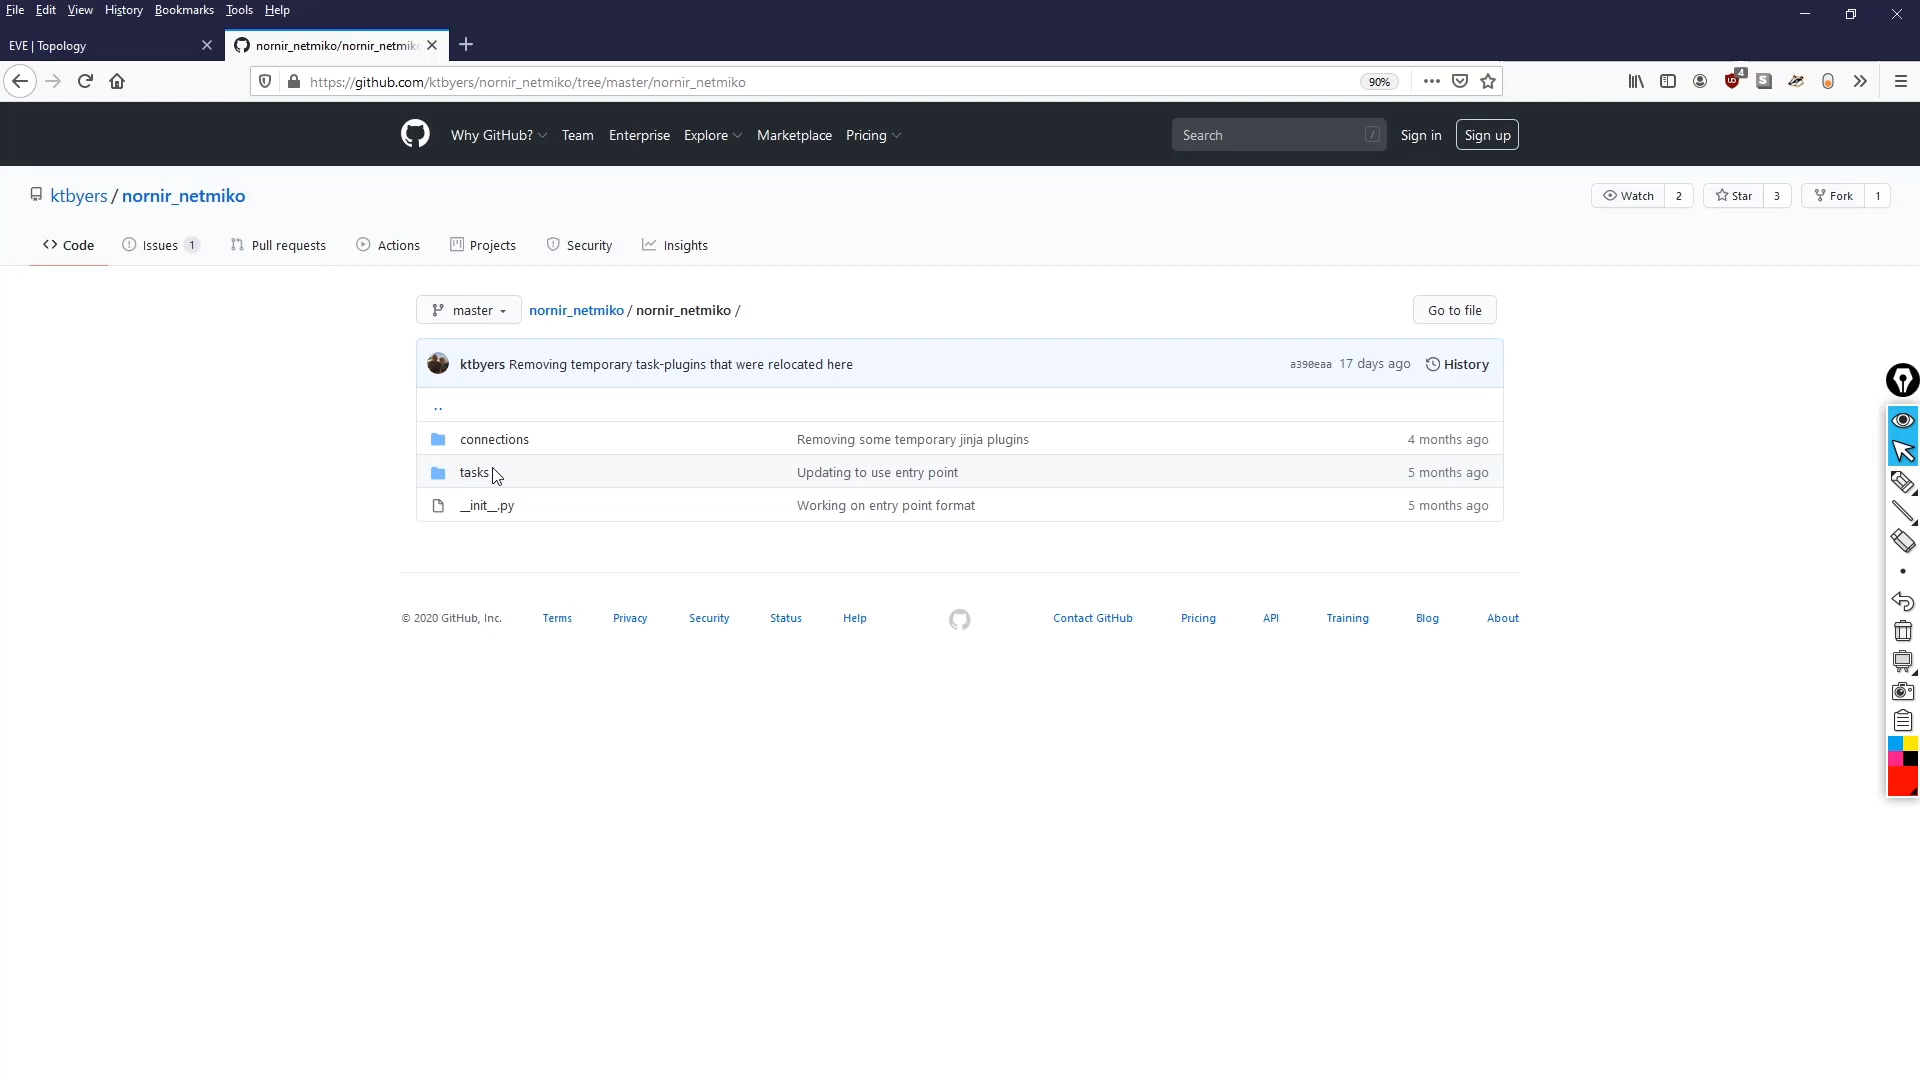 File Edit View History Bookmarks Tools Help
EVE | Topology
nornir_netmiko/nornir_netmik
https://github.com/ktbyers/nornir_netmiko/tree/master/nornir_netmiko 90% 4
Why GitHub? Team Enterprise Explore Marketplace Pricing Search / Sign in Sign up
ktbyers / nornir_netmiko Watch 2 Star 3 Fork 1
Code Issues 1 Pull requests Actions Projects Security Insights
master nornir_netmiko / nornir_netmiko / Go to file
ktbyers Removing temporary task-plugins that were relocated here a390eaa 17 days ago History
..
connections Removing some temporary jinja plugins 4 months ago
tasks Updating to use entry point 5 months ago
__init__.py Working on entry point format 5 months ago
© 2020 GitHub, Inc. Terms Privacy Security Status Help Contact GitHub Pricing API Training Blog About